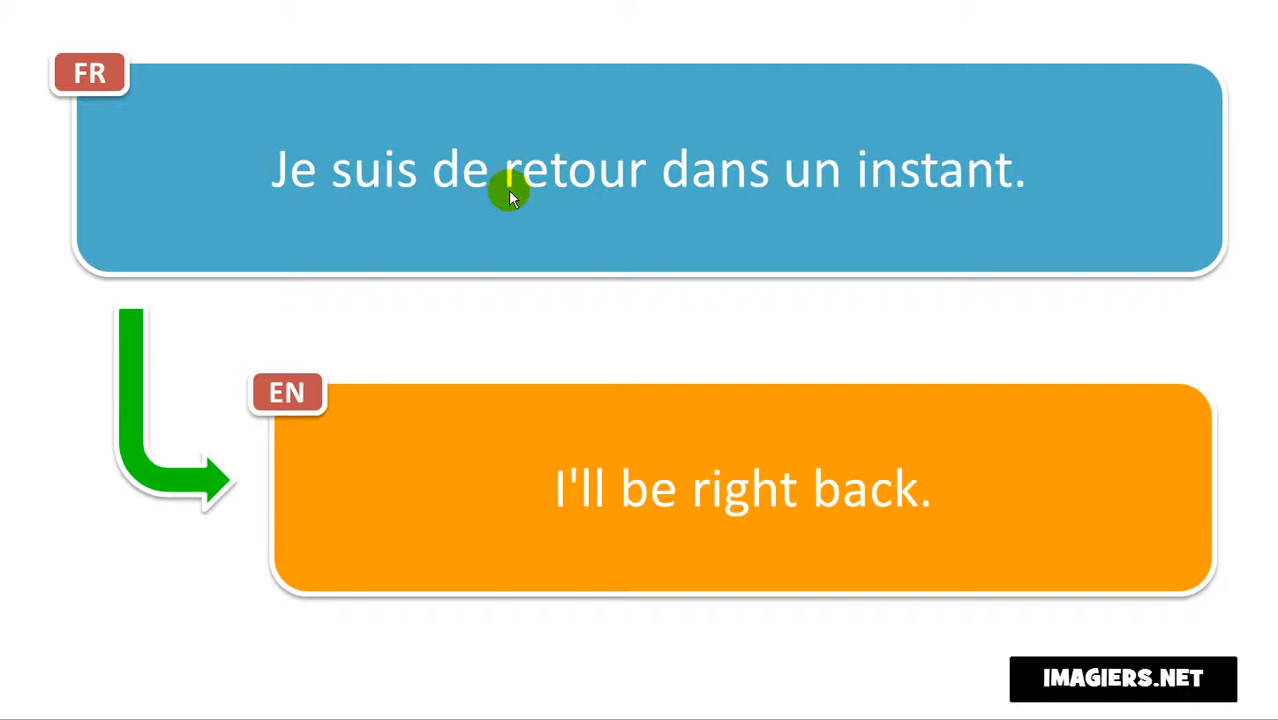 FR
Je suis de retour dans un instant.
EN
I'll be right back.
IMAGIERS.NET